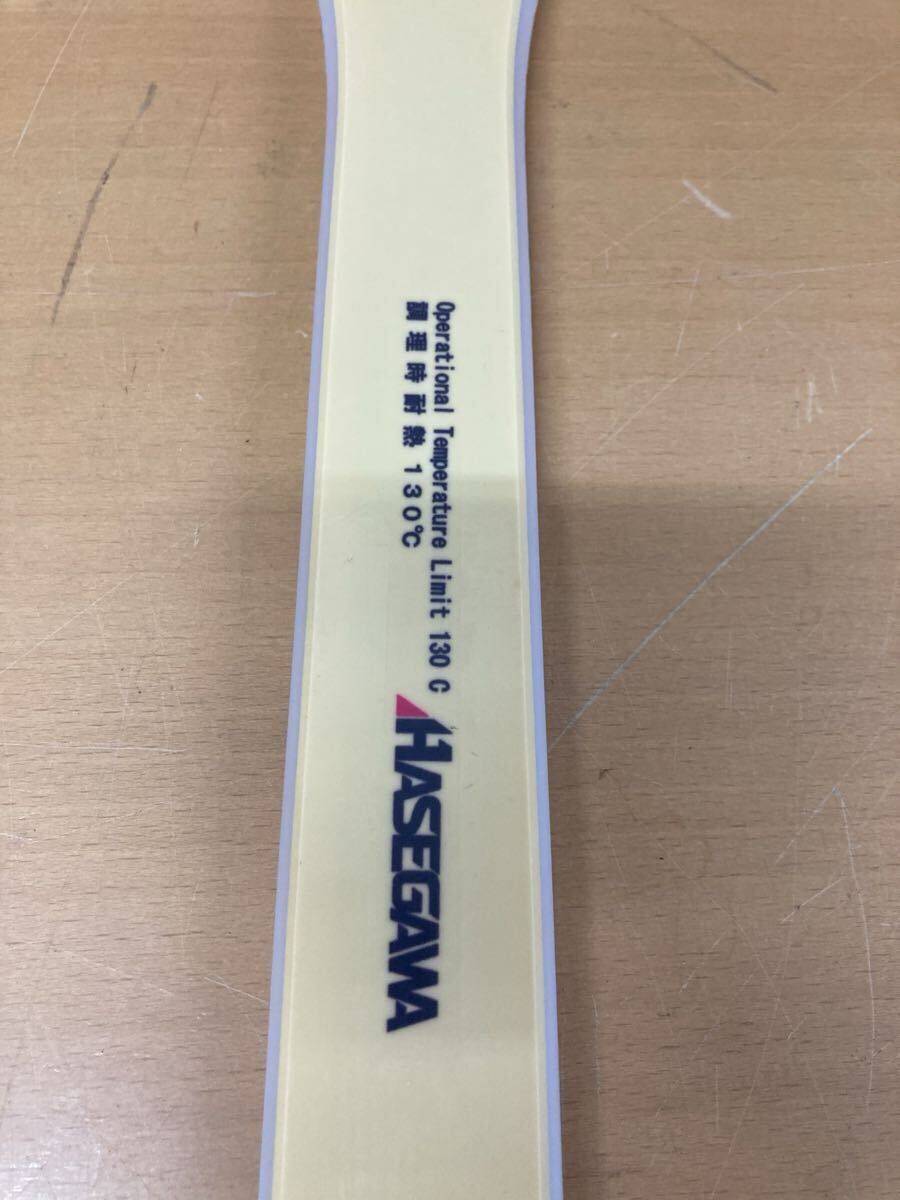 Operational Temperature Limit 130 C
調理時耐熱 130℃
HASEGAWA